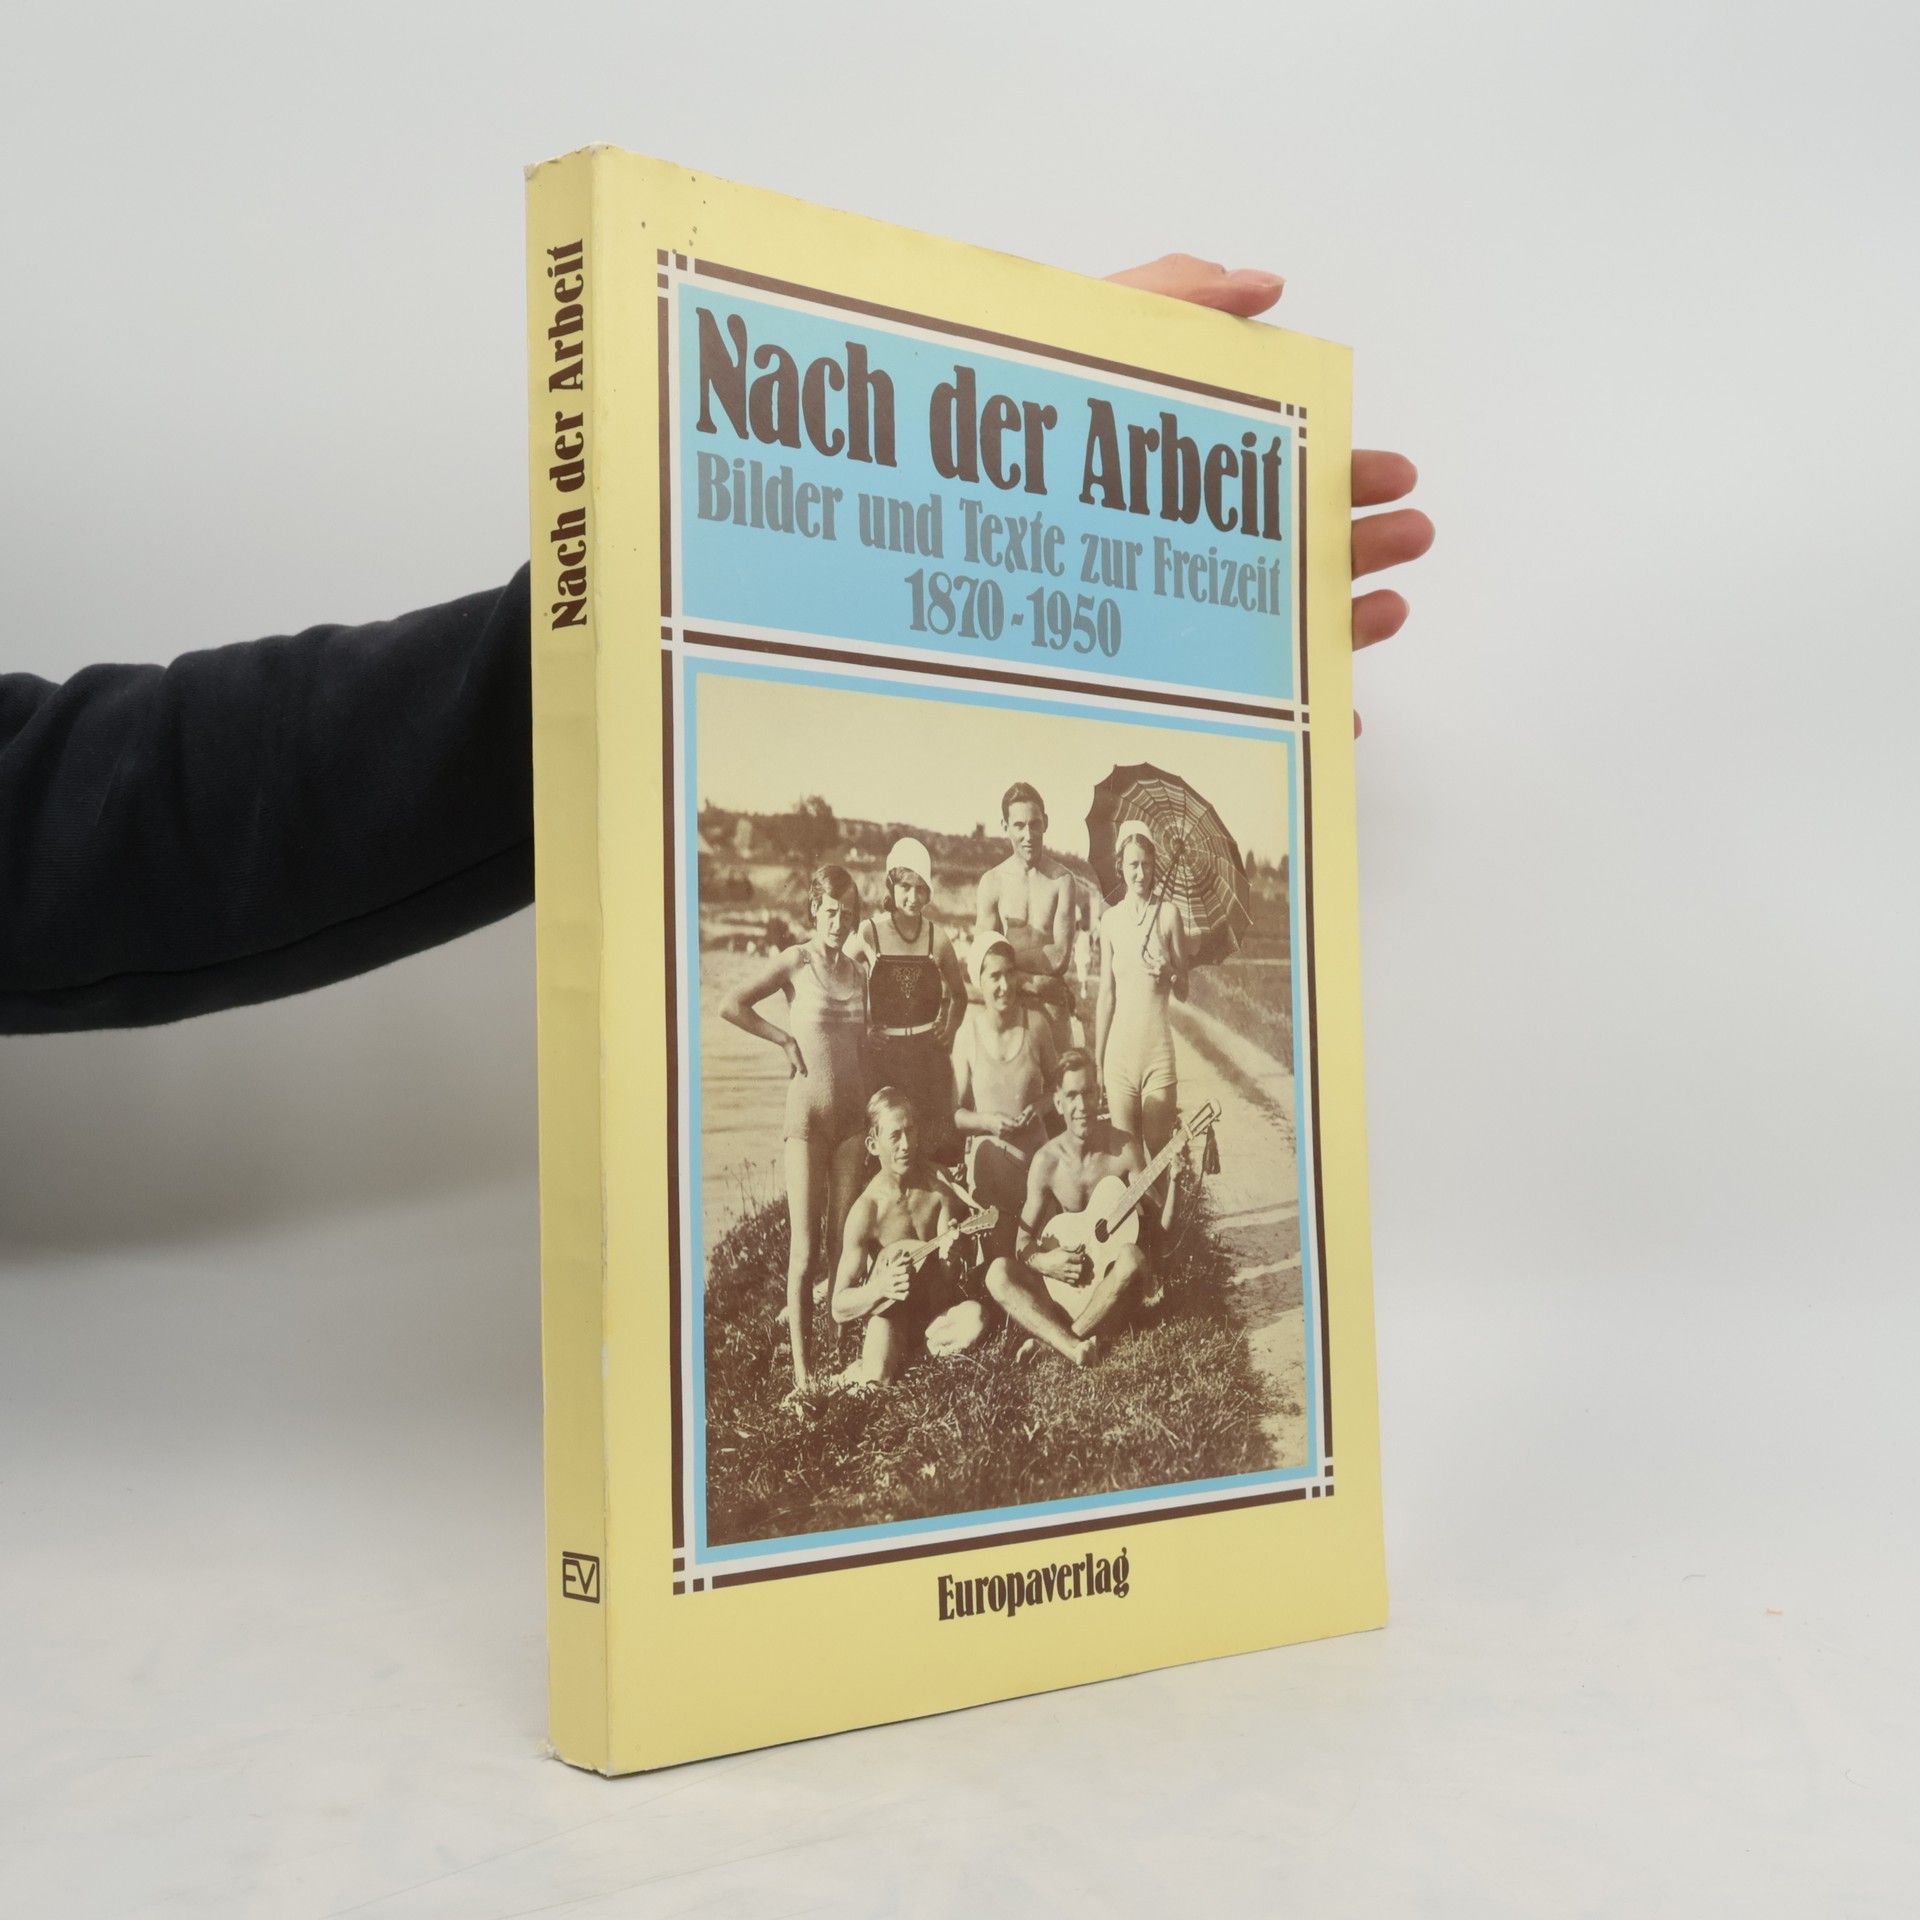 Nach der Arbeit
EV
Nach der Arbeit
Bilder und Texte zur Freizeit
1870-1950
Europaverlag